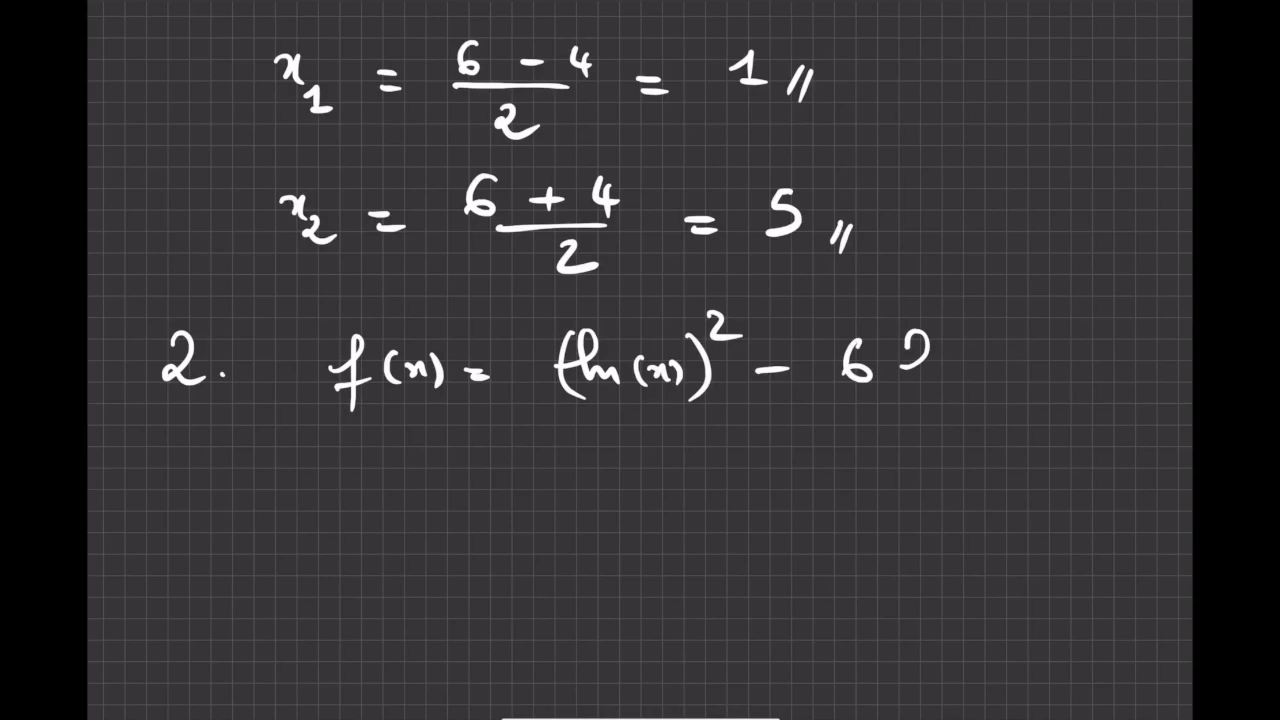 x₁ = (6 - 4)/2 = 1 //
x₂ = (6 + 4)/2 = 5 //
2. f(x) = (ln(x))² - 6